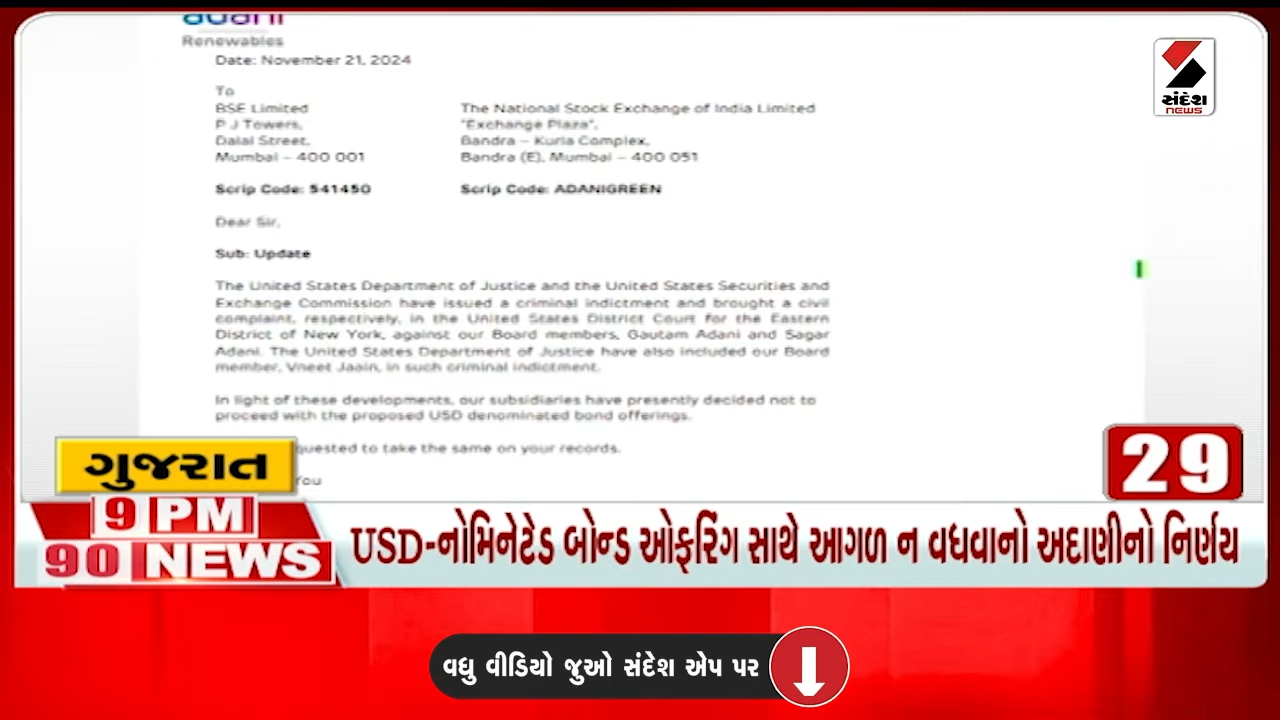 adani
Renewables
Date: November 21, 2024
To
BSE Limited
P J Towers,
Dalal Street,
Mumbai – 400 001
The National Stock Exchange of India Limited
"Exchange Plaza",
Bandra – Kurla Complex,
Bandra (E), Mumbai – 400 051
Scrip Code: 541450
Scrip Code: ADANIGREEN
Dear Sir,
Sub: Update
The United States Department of Justice and the United States Securities and
Exchange Commission have issued a criminal indictment and brought a civil
complaint, respectively, in the United States District Court for the Eastern
District of New York, against our Board members, Gautam Adani and Sagar
Adani. The United States Department of Justice have also included our Board
member, Vneet Jaain, in such criminal indictment.
In light of these developments, our subsidiaries have presently decided not to
proceed with the proposed USD denominated bond offerings.
to take the same on your records.
You
સંદેશ
NEWS
ગુજરાત
29
9 PM
90 NEWS
USD-નોમિનેટેડ બોન્ડ ઓફરિંગ સાથે આગળ ન વધવાનો અદાણીનો નિર્ણય
વધુ વીડિયો જુઓ સંદેશ એપ પર